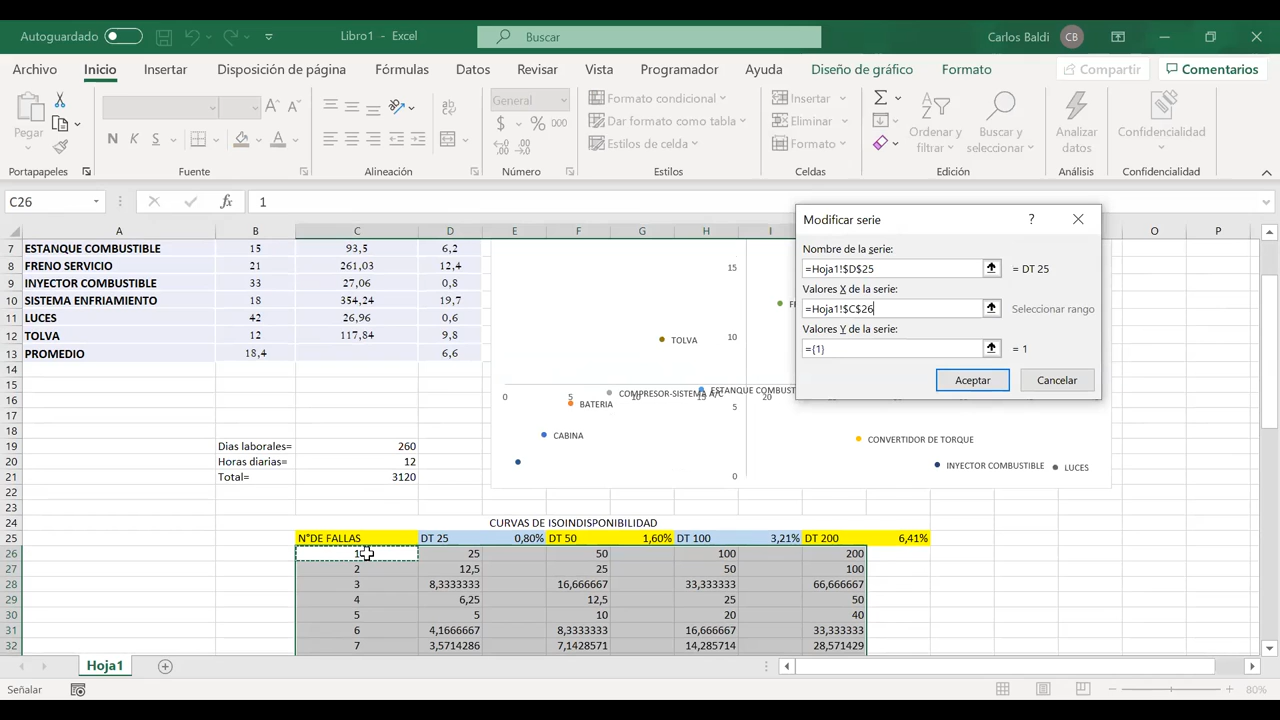 Autoguardado Libro1 - Excel Buscar Carlos Baldi CB
Archivo Inicio Insertar Disposición de página Fórmulas Datos Revisar Vista Programador Ayuda Diseño de gráfico Formato Compartir Comentarios
Pegar
N K S
General
$ % 000
Formato condicional
Dar formato como tabla
Estilos de celda
Insertar
Eliminar
Formato
Ordenar y filtrar
Buscar y seleccionar
Analizar datos
Confidencialidad
Portapapeles Fuente Alineación Número Estilos Celdas Edición Análisis Confidencialidad
C26 fx 1
A B C D E F G H I O P
7 ESTANQUE COMBUSTIBLE 15 93,5 6,2
8 FRENO SERVICIO 21 261,03 12,4
9 INYECTOR COMBUSTIBLE 33 27,06 0,8
10 SISTEMA ENFRIAMIENTO 18 354,24 19,7
11 LUCES 42 26,96 0,6
12 TOLVA 12 117,84 9,8
13 PROMEDIO 18,4 6,6
14
15
16
17
18
19 Dias laborales= 260
20 Horas diarias= 12
21 Total= 3120
22
23
24 CURVAS DE ISOINDISPONIBILIDAD
25 N°DE FALLAS DT 25 0,80% DT 50 1,60% DT 100 3,21% DT 200 6,41%
26 1 25 50 100 200
27 2 12,5 25 50 100
28 3 8,3333333 16,666667 33,333333 66,666667
29 4 6,25 12,5 25 50
30 5 5 10 20 40
31 6 4,1666667 8,3333333 16,666667 33,333333
32 7 3,5714286 7,1428571 14,285714 28,571429
15
10
TOLVA
0 5 10 15 20
COMPRESOR-SISTEMA A/C
ESTANQUE COMBUST
BATERIA
5
CABINA
CONVERTIDOR DE TORQUE
INYECTOR COMBUSTIBLE
LUCES
0
Modificar serie ?
Nombre de la serie:
=Hoja1!$D$25 = DT 25
Valores X de la serie:
=Hoja1!$C$26 Seleccionar rango
Valores Y de la serie:
={1} = 1
Aceptar Cancelar
Hoja1
Señalar 80%